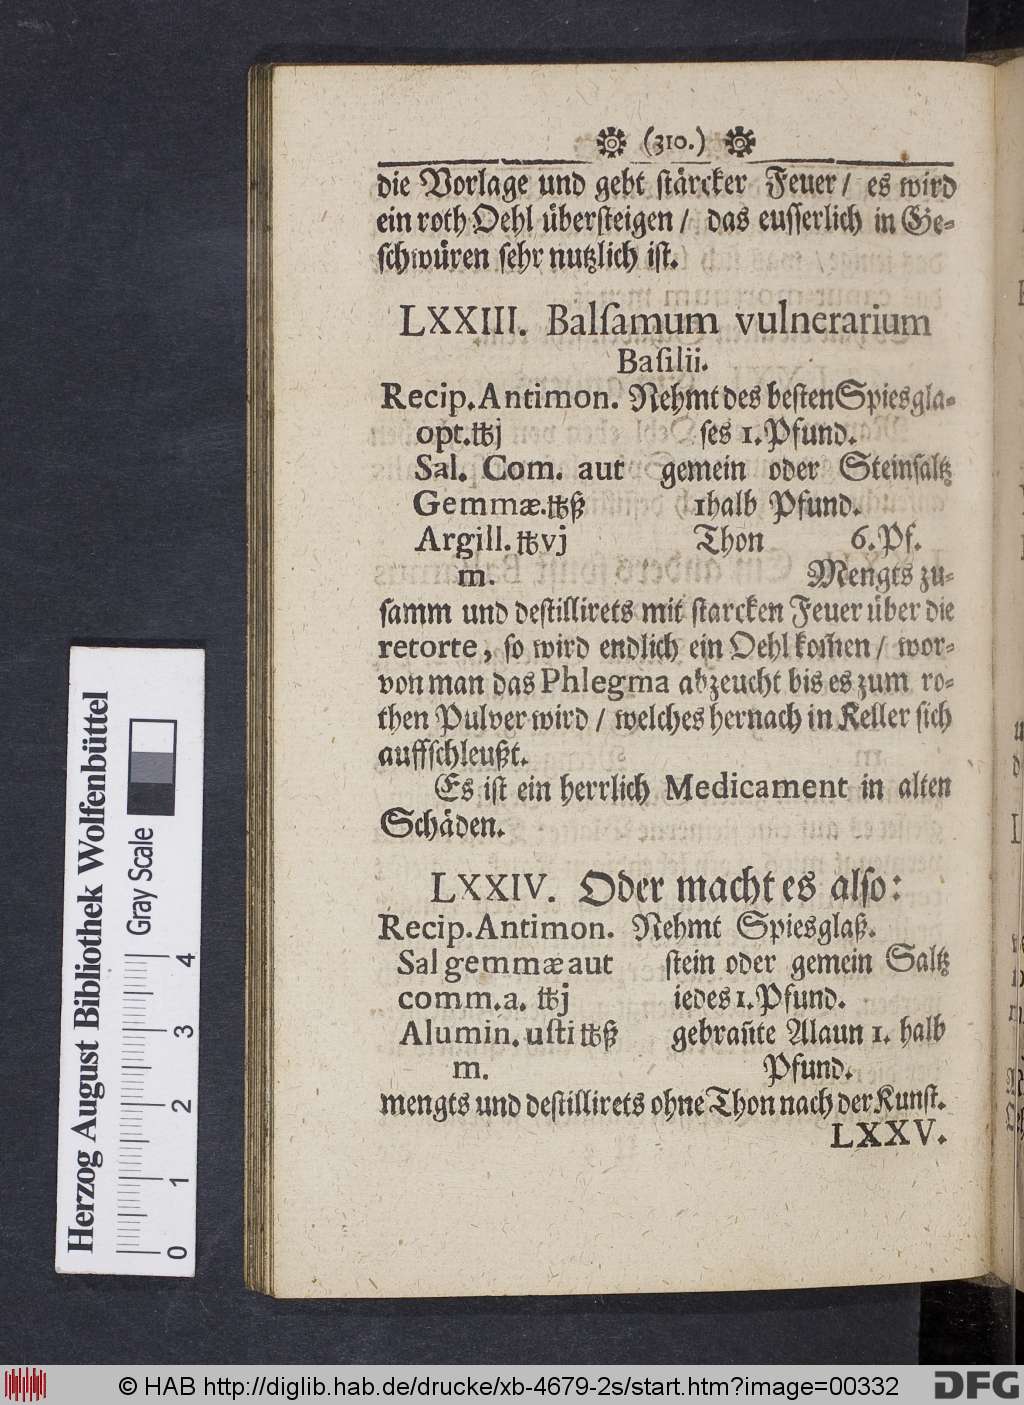 (310.)
die Vorlage und gebt stärcker Feuer / es wird
ein roth Oehl übersteigen / das eusserlich in Ge-
schwüren sehr nutzlich ist.
LXXIII. Balsamum vulnerarium
Basilii.
Recip. Antimon. Nehmt des besten Spiesgla-
opt. ℔j ses 1. Pfund.
Sal. Com. aut gemein oder Steinsaltz
Gemmæ. ℔ß 1 halb Pfund.
Argill. ℔vj Thon 6. Pf.
m. Mengts zu-
samm und destillirets mit starcken Feuer über die
retorte, so wird endlich ein Oehl kom̄en / wor-
von man das Phlegma abzeucht bis es zum ro-
then Pulver wird / welches hernach in Keller sich
auffschleußt.
Es ist ein herrlich Medicament in alten
Schäden.
LXXIV. Oder macht es also:
Recip. Antimon. Nehmt Spiesglaß.
Sal gemmæ aut stein oder gemein Saltz
comm. a. ℔j iedes 1. Pfund.
Alumin. usti ℔ß gebrañte Alaun 1. halb
m. Pfund.
mengts und destillirets ohne Thon nach der Kunst.
LXXV.
Herzog August Bibliothek Wolfenbüttel
Gray Scale
0 1 2 3 4
© HAB http://diglib.hab.de/drucke/xb-4679-2s/start.htm?image=00332
DFG